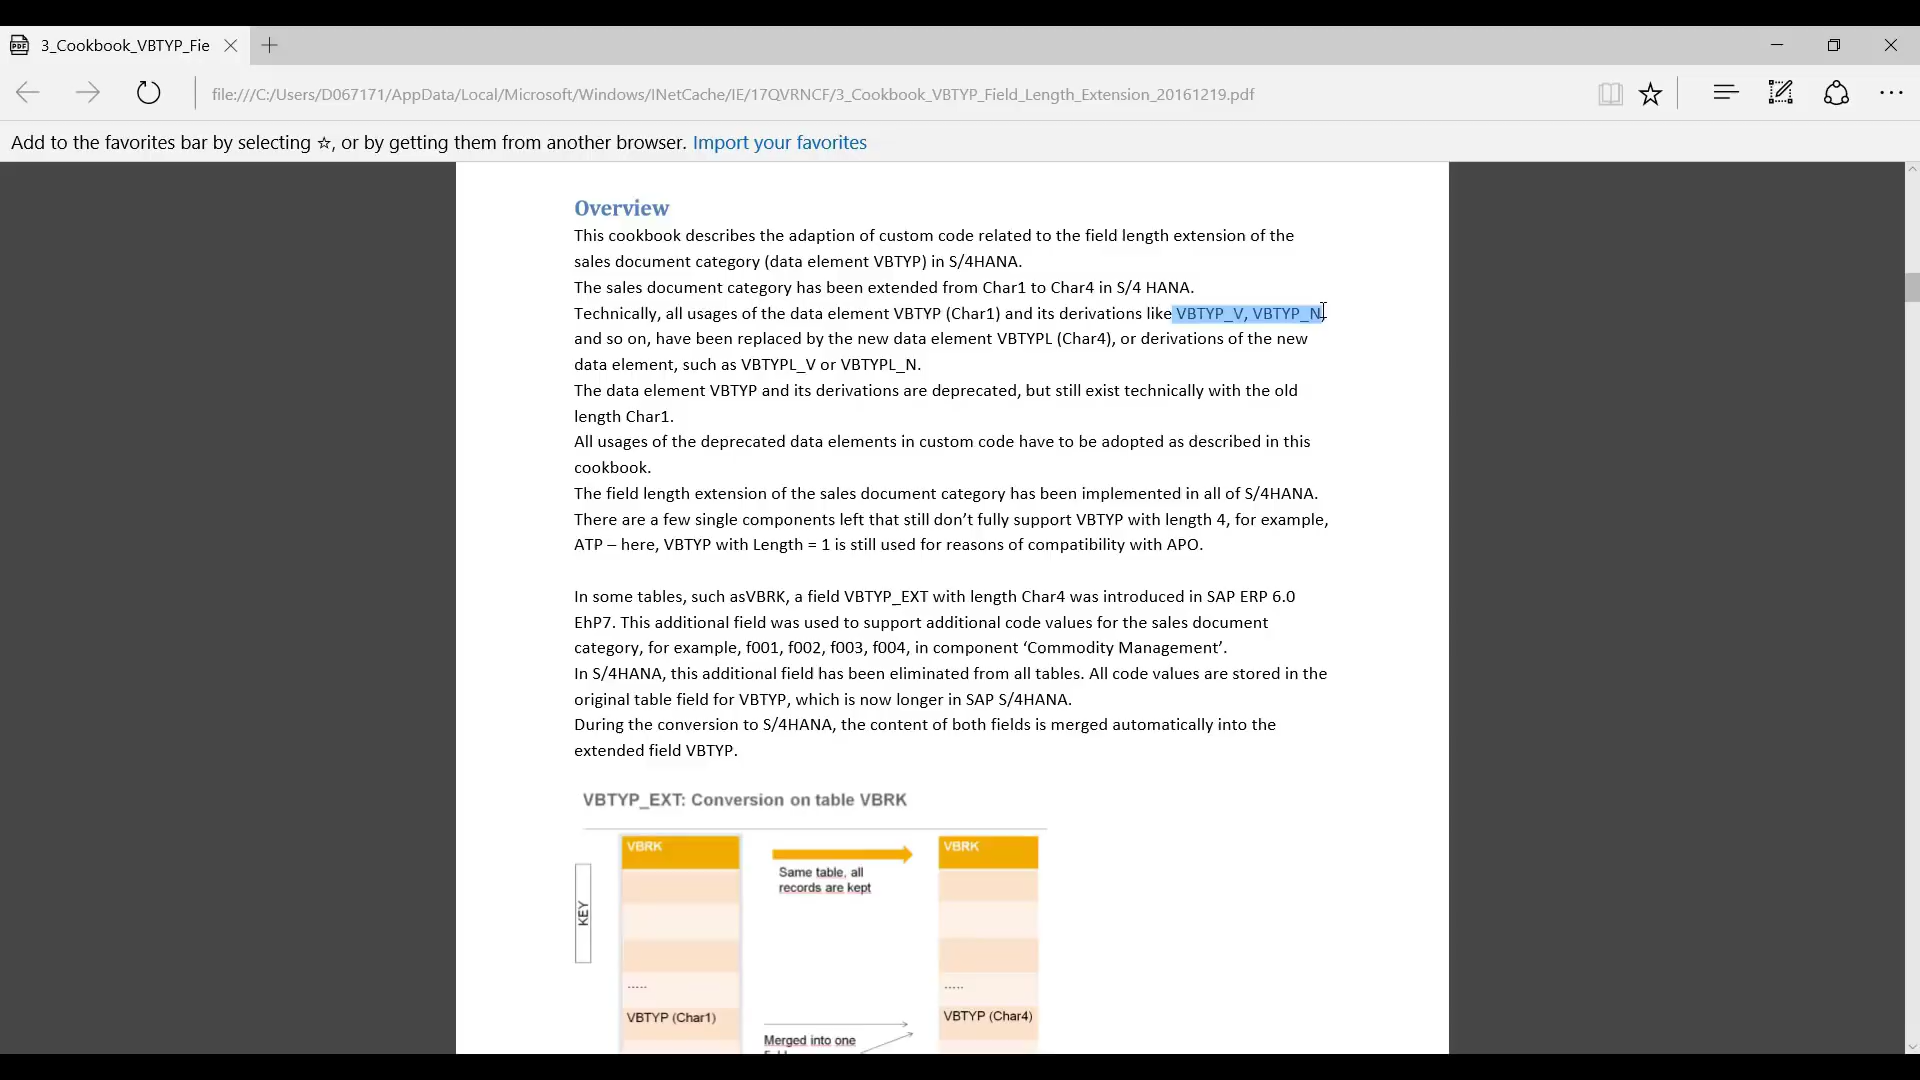 3_Cookbook_VBTYP_Fie
file:///C:/Users/D067171/AppData/Local/Microsoft/Windows/INetCache/IE/17QVRNCF/3_Cookbook_VBTYP_Field_Length_Extension_20161219.pdf
Add to the favorites bar by selecting ☆, or by getting them from another browser. Import your favorites
Overview
This cookbook describes the adaption of custom code related to the field length extension of the
sales document category (data element VBTYP) in S/4HANA.
The sales document category has been extended from Char1 to Char4 in S/4 HANA.
Technically, all usages of the data element VBTYP (Char1) and its derivations like VBTYP_V, VBTYP_N,
and so on, have been replaced by the new data element VBTYPL (Char4), or derivations of the new
data element, such as VBTYPL_V or VBTYPL_N.
The data element VBTYP and its derivations are deprecated, but still exist technically with the old
length Char1.
All usages of the deprecated data elements in custom code have to be adopted as described in this
cookbook.
The field length extension of the sales document category has been implemented in all of S/4HANA.
There are a few single components left that still don’t fully support VBTYP with length 4, for example,
ATP – here, VBTYP with Length = 1 is still used for reasons of compatibility with APO.
In some tables, such asVBRK, a field VBTYP_EXT with length Char4 was introduced in SAP ERP 6.0
EhP7. This additional field was used to support additional code values for the sales document
category, for example, f001, f002, f003, f004, in component ‘Commodity Management’.
In S/4HANA, this additional field has been eliminated from all tables. All code values are stored in the
original table field for VBTYP, which is now longer in SAP S/4HANA.
During the conversion to S/4HANA, the content of both fields is merged automatically into the
extended field VBTYP.
VBTYP_EXT: Conversion on table VBRK
VBRK
VBRK
Same table, all
records are kept
KEY
.....
.....
VBTYP (Char1)
VBTYP (Char4)
Merged into one